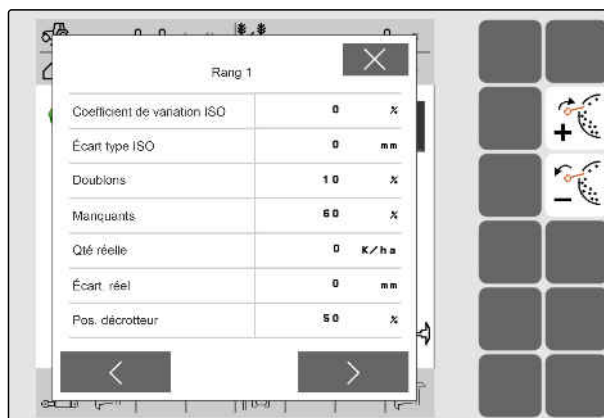 Rang 1
Coefficient de variation ISO 0 %
Écart type ISO 0 mm
Doublons 10 %
Manquants 60 %
Qté réelle 0 K/ha
Écart réel 0 mm
Pos. décrotteur 50 %
+
−